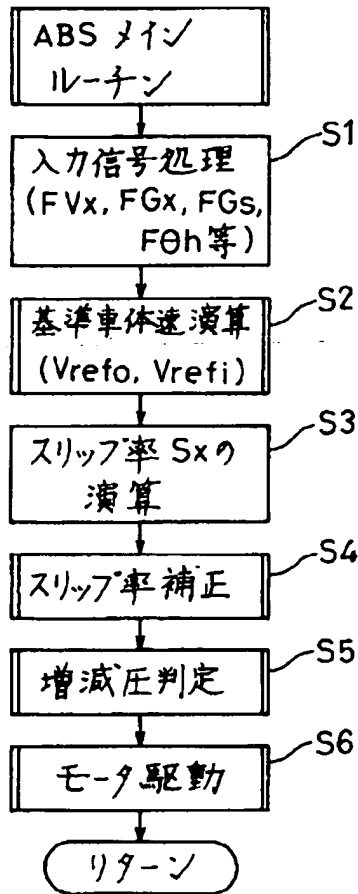 ABS メイン
ルーチン
S1
入力信号処理
(FVx, FGx, FGs,
Fθh 等)
S2
基準車体速演算
(Vrefo, Vrefi)
S3
スリップ率 Sxの
演算
S4
スリップ率補正
S5
増減圧判定
S6
モータ駆動
リターン